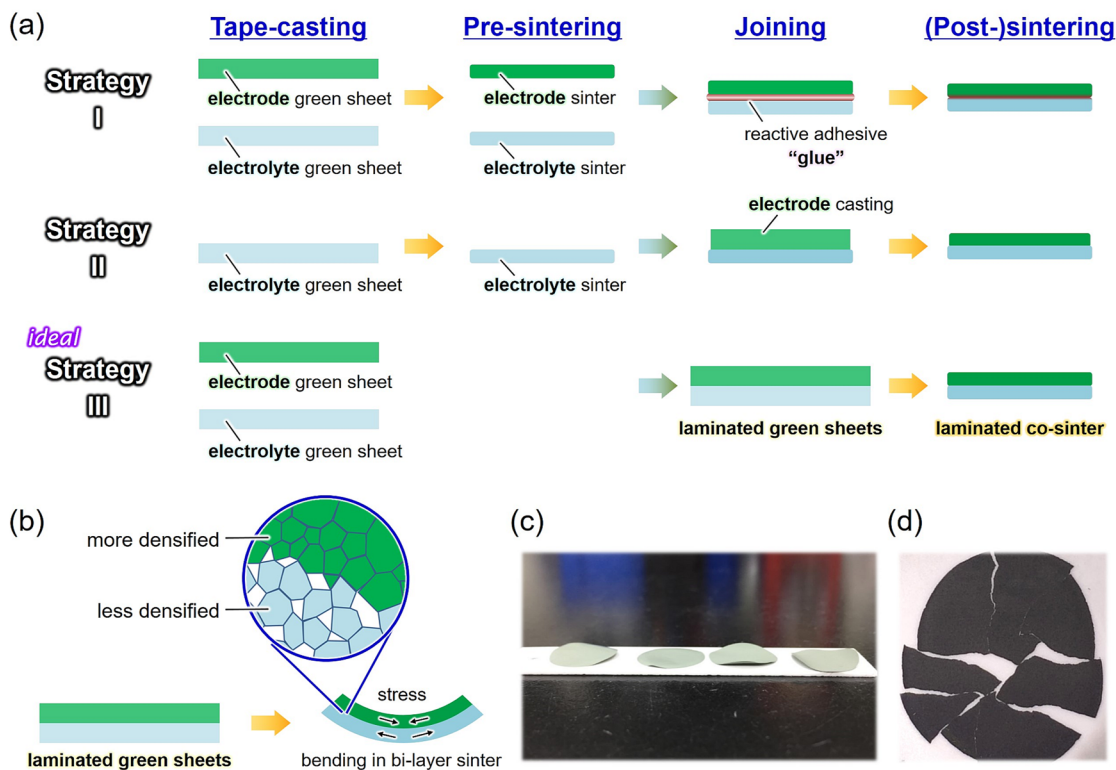 (a)
Tape-casting
Pre-sintering
Joining
(Post-)sintering
Strategy
I
electrode green sheet
electrolyte green sheet
electrode sinter
electrolyte sinter
reactive adhesive
“glue”
Strategy
II
electrolyte green sheet
electrolyte sinter
electrode casting
ideal
Strategy
III
electrode green sheet
electrolyte green sheet
laminated green sheets
laminated co-sinter
(b)
more densified
less densified
laminated green sheets
stress
bending in bi-layer sinter
(c)
(d)